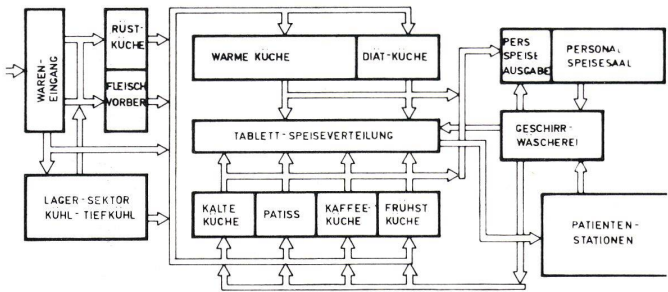 WAREN-
EINGANG
RÜST-
KÜCHE
FLEISCH
VORBER
LAGER-SEKTOR
KUHL-TIEFKUHL
WARME KUCHE
DIAT-KUCHE
TABLETT-SPEISEVERTEILUNG
KALTE
KUCHE
PATISS
KAFFEE-
KUCHE
FRÜHST
KUCHE
PERS
SPEISE
AUSGABE
PERSONAL
SPEISESAAL
GESCHIRR-
WASCHEREI
PATIENTEN-
STATIONEN